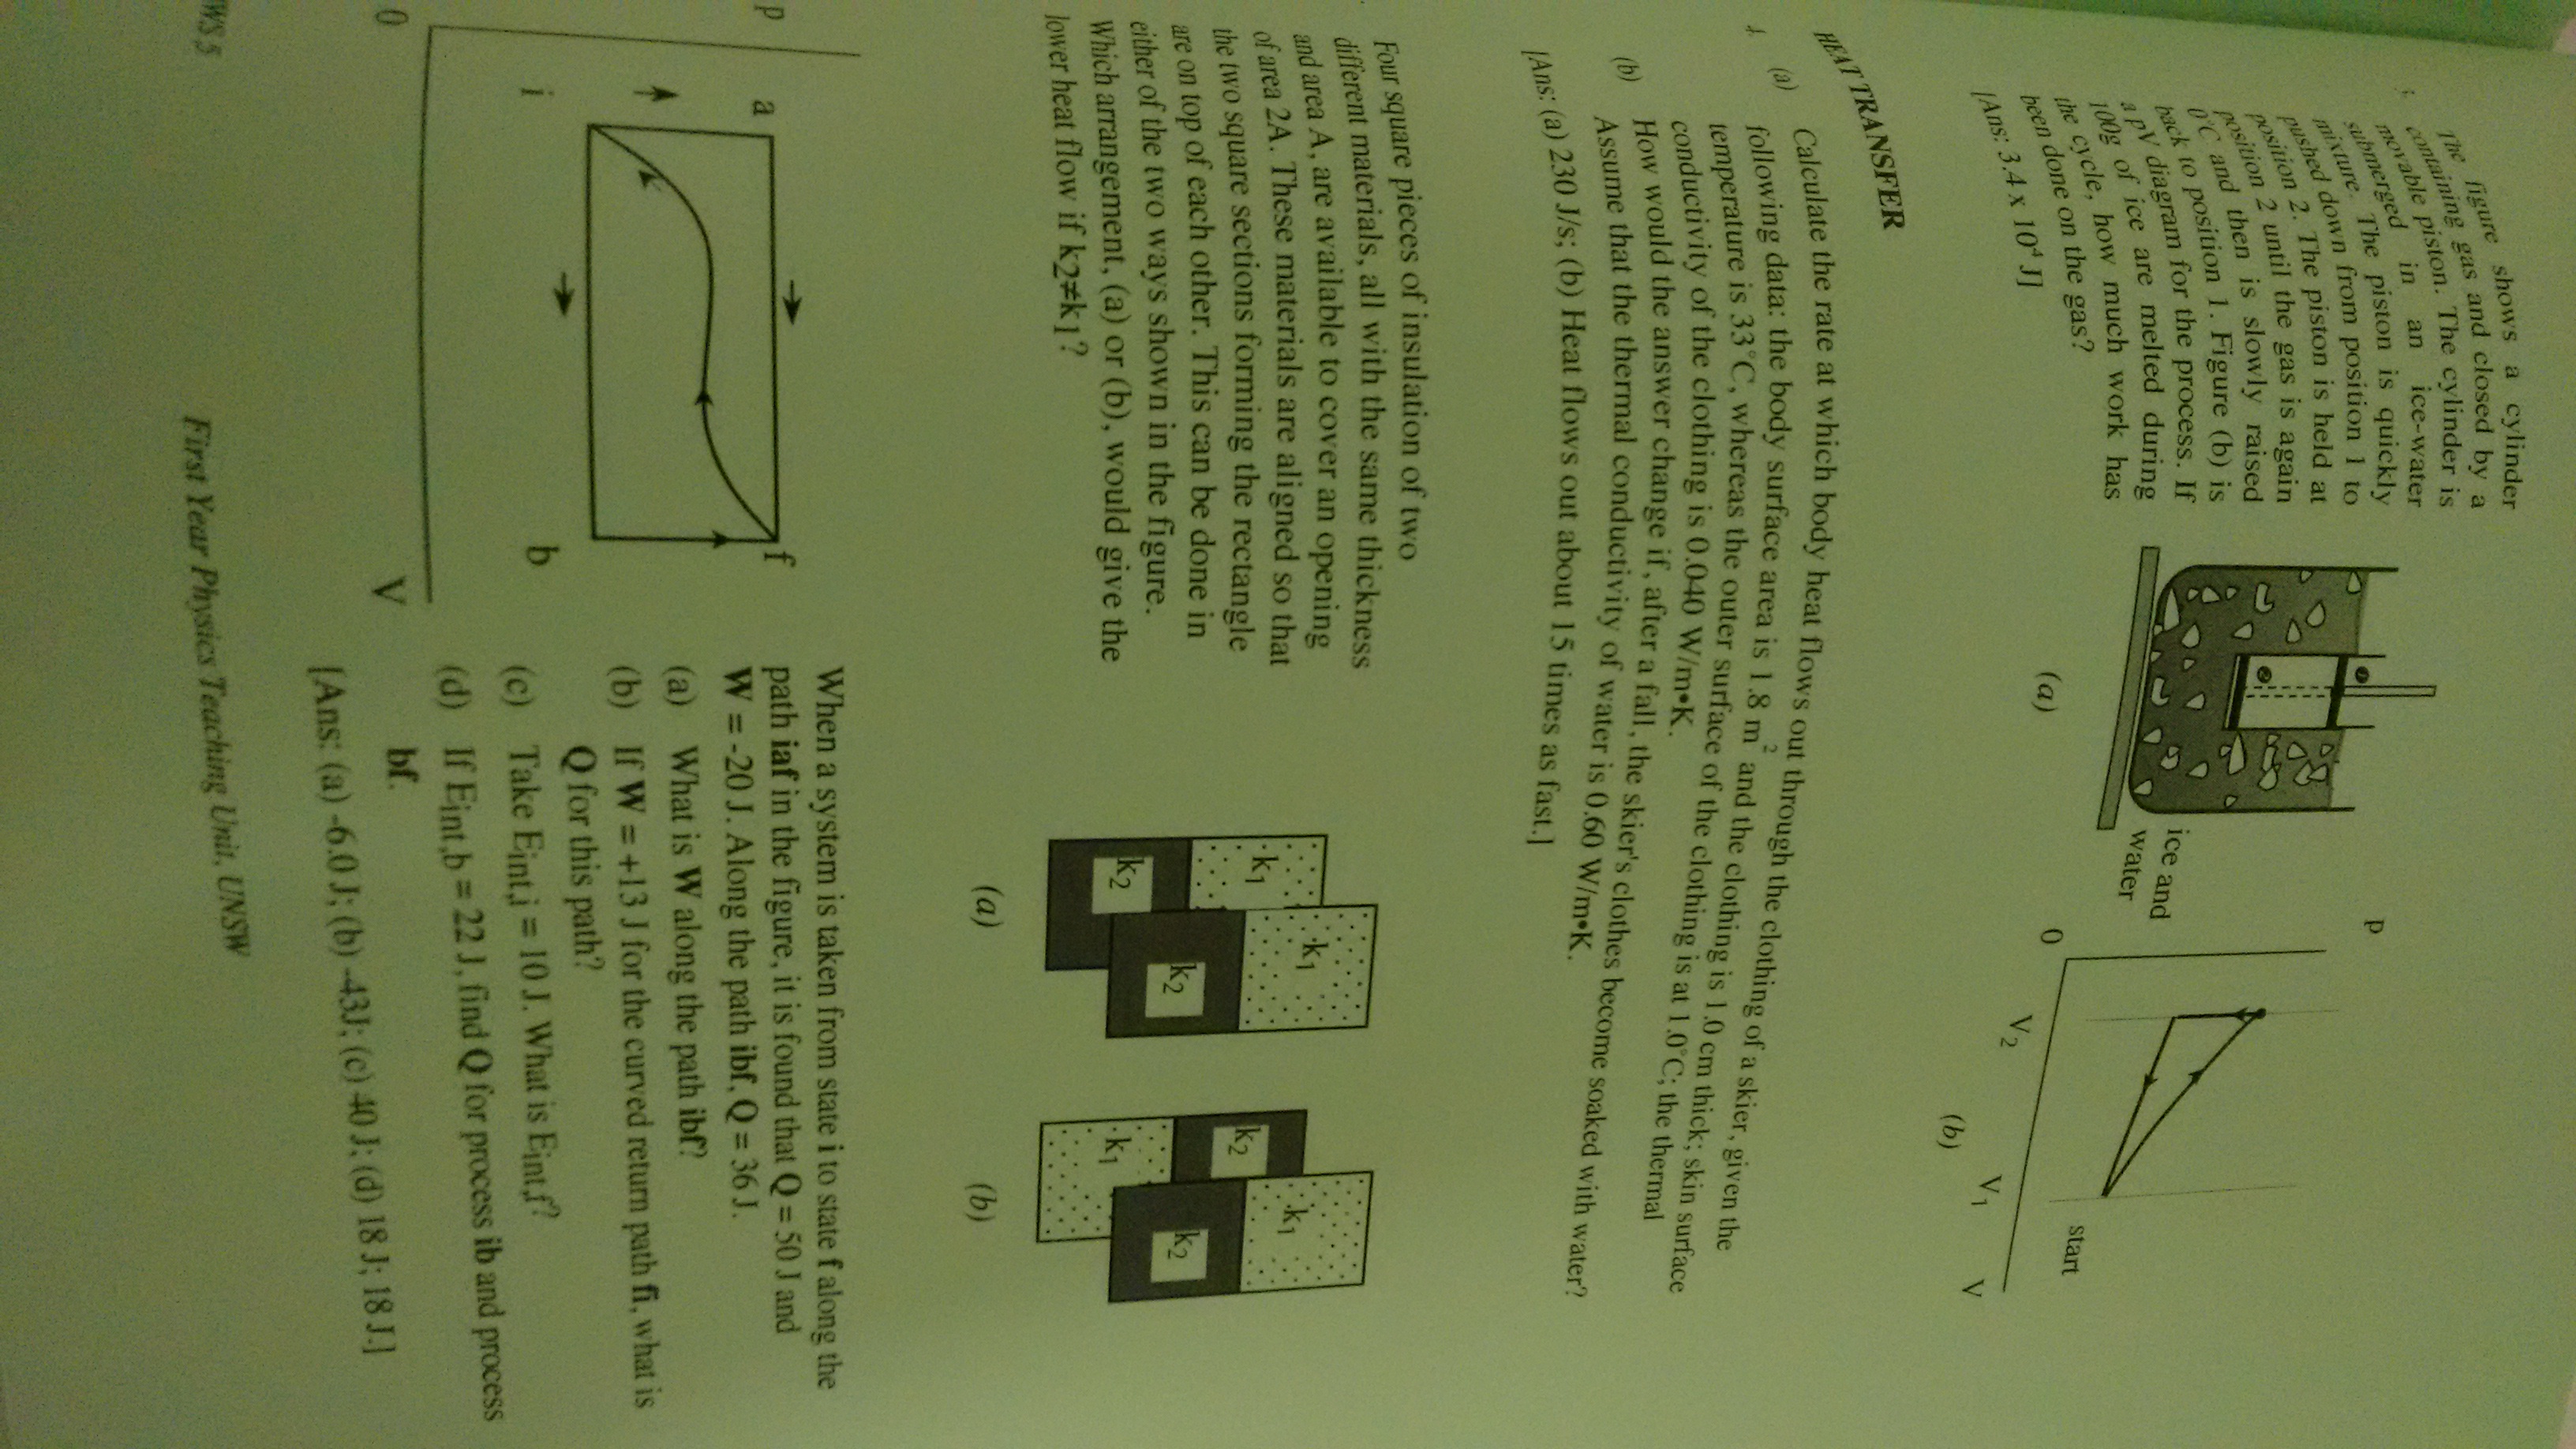 The figure shows a cylinder
containing gas and closed by a
movable piston. The cylinder is
submerged in an ice-water
mixture. The piston is quickly
pushed down from position 1 to
position 2. The piston is held at
position 2 until the gas is again
0°C and then is slowly raised
back to position 1. Figure (b) is
a pV diagram for the process. If
100g of ice are melted during
the cycle, how much work has
been done on the gas?
[Ans: 3.4 x 10⁴ J]
ice and
water
(a)
p
0
V₂
V₁
V
start
(b)
HEAT TRANSFER
(a) Calculate the rate at which body heat flows out through the clothing of a skier, given the
following data: the body surface area is 1.8 m² and the clothing is 1.0 cm thick; skin surface
temperature is 33°C, whereas the outer surface of the clothing is at 1.0°C; the thermal
conductivity of the clothing is 0.040 W/m•K.
(b) How would the answer change if, after a fall, the skier's clothes become soaked with water?
Assume that the thermal conductivity of water is 0.60 W/m•K.
[Ans: (a) 230 J/s; (b) Heat flows out about 15 times as fast.]
Four square pieces of insulation of two
different materials, all with the same thickness
and area A, are available to cover an opening
of area 2A. These materials are aligned so that
the two square sections forming the rectangle
are on top of each other. This can be done in
either of the two ways shown in the figure.
Which arrangement, (a) or (b), would give the
lower heat flow if k2≠k1?
k₁
k₁
k₂
k₂
(a)
k₂
k₁
k₁
k₂
(b)
p
a
f
i
b
0
V
When a system is taken from state i to state f along the
path iaf in the figure, it is found that Q = 50 J and
W = -20 J. Along the path ibf, Q = 36 J.
(a) What is W along the path ibf?
(b) If W = +13 J for the curved return path fi, what is
Q for this path?
(c) Take Eint,i = 10 J. What is Eint,f?
(d) If Eint,b = 22 J, find Q for process ib and process
bf.
[Ans: (a) -6.0 J; (b) -43J; (c) 40 J; (d) 18 J; 18 J.]
WS 5
First Year Physics Teaching Unit, UNSW